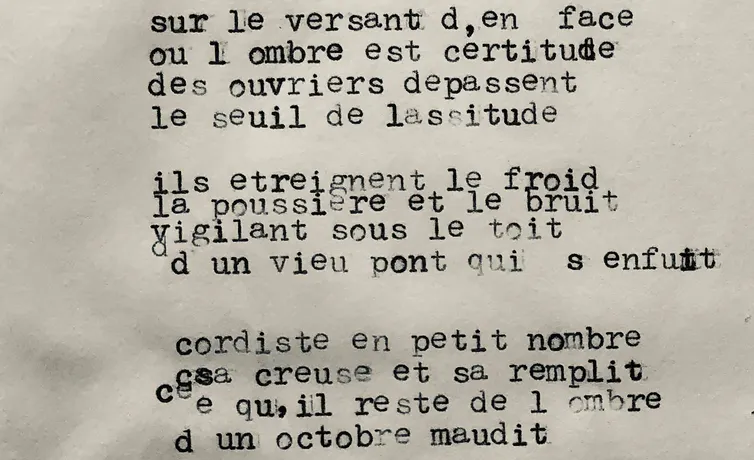 sur le versant d,en face
ou l ombre est certitude
des ouvriers depassent
le seuil de lassitude
ils etreignent le froid
la poussiere et le bruit
vigilant sous le toit
d un vieu pont qui s enfuit
cordiste en petit nombre
csa creuse et sa remplit
ce qu,il reste de l ombre
d un octobre maudit